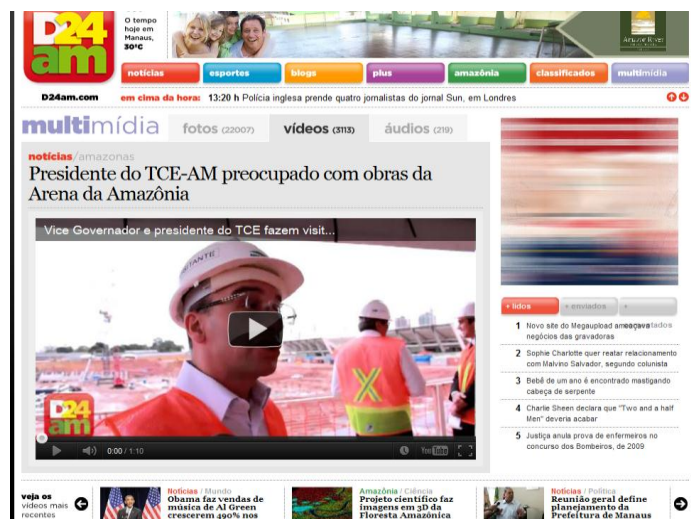 D24am
O tempo
hoje em
Manaus,
30°C
Amazon River
notícias esportes blogs plus amazônia classificados multimídia
D24am.com em cima da hora: 13:20 h Polícia inglesa prende quatro jornalistas do jornal Sun, em Londres
multimídia fotos (22007) vídeos (3113) áudios (219)
notícias/amazonas
Presidente do TCE-AM preocupado com obras da
Arena da Amazônia
Vice Governador e presidente do TCE fazem visit...
VISITANTE
D24am
0:00 / 1:10 YouTube
+ lidos + enviados +
1 Novo site do Megaupload ameaçava
negócios das gravadoras
2 Sophie Charlotte quer reatar relacionamento
com Malvino Salvador, segundo colunista
3 Bebê de um ano é encontrado mastigando
cabeça de serpente
4 Charlie Sheen declara que "Two and a half
Men" deveria acabar
5 Justiça anula prova de enfermeiros no
concurso dos Bombeiros, de 2009
veja os
vídeos mais
recentes
Notícias / Mundo
Obama faz vendas de
música de Al Green
crescerem 490% nos
Amazônia / Ciência
Projeto científico faz
imagens em 3D da
Floresta Amazônica
Notícias / Política
Reunião geral define
planejamento da
Prefeitura de Manaus